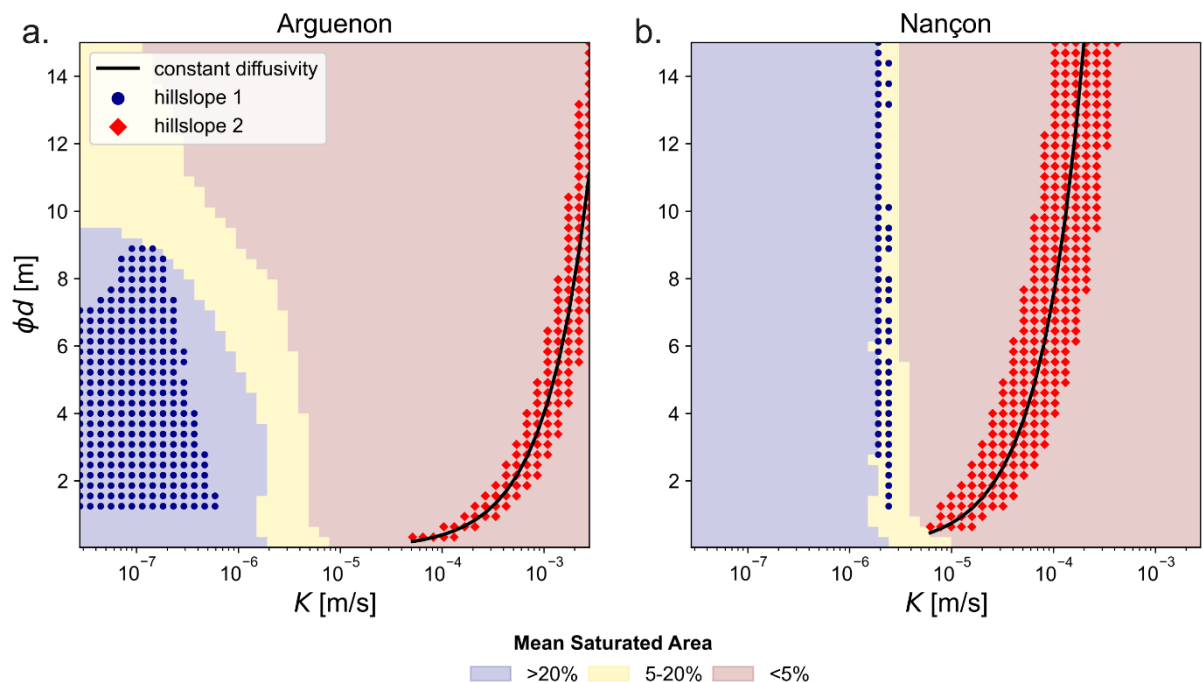 a.
Arguenon
constant diffusivity
hillslope 1
hillslope 2
ϕd [m]
14
12
10
8
6
4
2
10⁻⁷
10⁻⁶
10⁻⁵
10⁻⁴
10⁻³
K [m/s]
b.
Nançon
14
12
10
8
6
4
2
10⁻⁷
10⁻⁶
10⁻⁵
10⁻⁴
10⁻³
K [m/s]
Mean Saturated Area
>20% 5-20% <5%